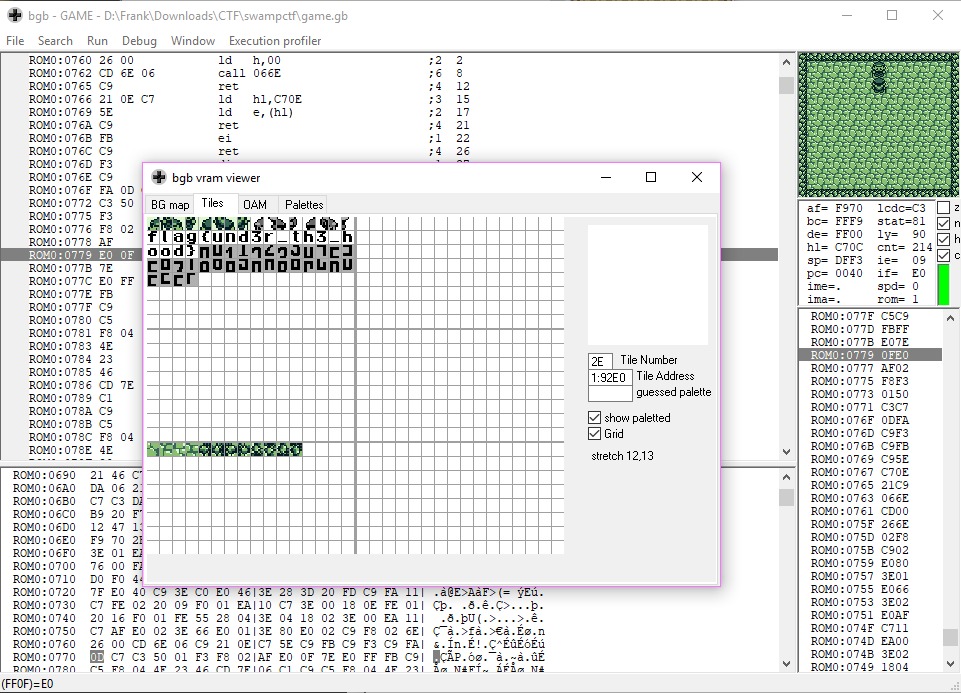 bgb - GAME - D:\Frank\Downloads\CTF\swampctf\game.gb
File Search Run Debug Window Execution profiler
ROM0:0760 26 00 ld h,00 ;2 2
ROM0:0762 CD 6E 06 call 066E ;6 8
ROM0:0765 C9 ret ;4 12
ROM0:0766 21 0E C7 ld hl,C70E ;3 15
ROM0:0769 5E ld e,(hl) ;2 17
ROM0:076A C9 ret ;4 21
ROM0:076B FB ei ;1 22
ROM0:076C C9 ret ;4 26
ROM0:076D F3
ROM0:076E C9
ROM0:076F FA 0D
ROM0:0772 C3 50
ROM0:0775 F3
ROM0:0776 F8 02
ROM0:0778 AF
ROM0:0779 E0 0F
ROM0:077B 7E
ROM0:077C E0 FF
ROM0:077E FB
ROM0:077F C9
ROM0:0780 C5
ROM0:0781 F8 04
ROM0:0783 4E
ROM0:0784 23
ROM0:0785 46
ROM0:0786 CD 7E
ROM0:0789 C1
ROM0:078A C9
ROM0:078B C5
ROM0:078C F8 04
ROM0:078E 4E
bgb vram viewer
BG map Tiles OAM Palettes
flag{und3r_th3_h
ood}
2E Tile Number
1:92E0 Tile Address
guessed palette
show paletted
Grid
stretch 12,13
af= F970 lcdc=C3 z
bc= FFF9 stat=81 n
de= FF00 ly= 90 h
hl= C70C cnt= 214 c
sp= DFF3 ie= 09
pc= 0040 if= E0
ime=. spd= 0
ima=. rom= 1
ROM0:077F C5C9
ROM0:077D FBFF
ROM0:077B E07E
ROM0:0779 0FE0
ROM0:0777 AF02
ROM0:0775 F8F3
ROM0:0773 0150
ROM0:0771 C3C7
ROM0:076F 0DFA
ROM0:076D C9F3
ROM0:076B C9FB
ROM0:0769 C95E
ROM0:0767 C70E
ROM0:0765 21C9
ROM0:0763 066E
ROM0:0761 CD00
ROM0:075F 266E
ROM0:075D 02F8
ROM0:075B C902
ROM0:0759 E080
ROM0:0757 3E01
ROM0:0755 E066
ROM0:0753 3E02
ROM0:0751 E0AF
ROM0:074F C711
ROM0:074D EA00
ROM0:074B 3E02
ROM0:0749 1804
ROM0:0690 21 46 C7
ROM0:06A0 DA 06 21
ROM0:06B0 C7 C3 DA
ROM0:06C0 B9 20 F7
ROM0:06D0 12 47 13
ROM0:06E0 F9 70 2B
ROM0:06F0 3E 01 EA
ROM0:0700 76 00 FA
ROM0:0710 D0 F0 44
ROM0:0720 7F E0 40 C9 3E C0 E0 46|3E 28 3D 20 FD C9 FA 11| .à@É>ÀàF>(= ýÉú.
ROM0:0730 C7 FE 02 20 09 F0 01 EA|10 C7 3E 00 18 0E FE 01| Çþ. .ð.ê.Ç>...þ.
ROM0:0740 20 16 F0 01 FE 55 28 04|3E 04 18 02 3E 00 EA 11| .ð.þU(.>...>.ê.
ROM0:0750 C7 AF E0 02 3E 66 E0 01|3E 80 E0 02 C9 F8 02 6E| Ç¯à.>fà.>€à.Éø.n
ROM0:0760 26 00 CD 6E 06 C9 21 0E|C7 5E C9 FB C9 F3 C9 FA| &.Ín.É!.Ç^ÉûÉóÉú
ROM0:0770 0D C7 C3 50 01 F3 F8 02|AF E0 0F 7E E0 FF FB C9| .ÇÃP.óø.¯à.~àÿûÉ
ROM0:0780 C5 F8 04 4E 23 46 CD 7E|06 C1 C9 C5 F8 04 4E 23|
(FF0F)=E0